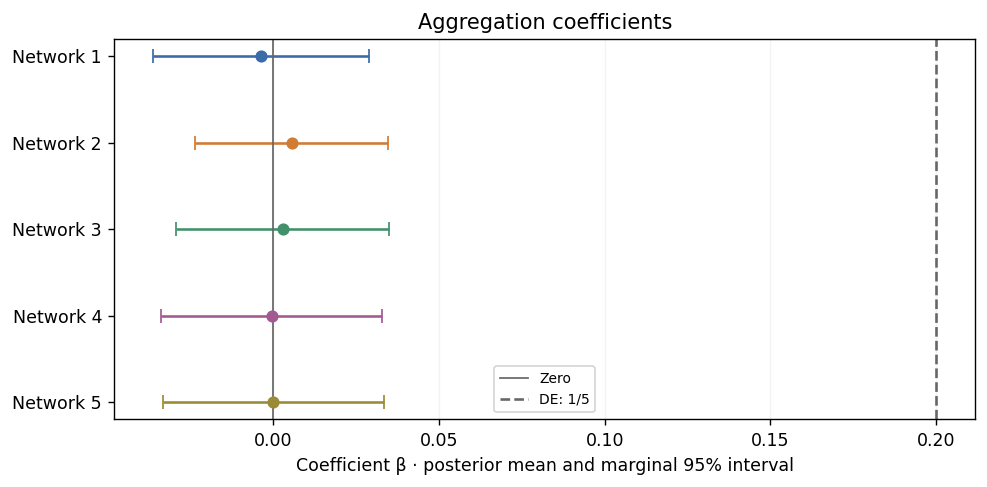 Aggregation coefficients
Network 1
Network 2
Network 3
Network 4
Network 5
Zero
DE: 1/5
0.00 0.05 0.10 0.15 0.20
Coefficient β · posterior mean and marginal 95% interval